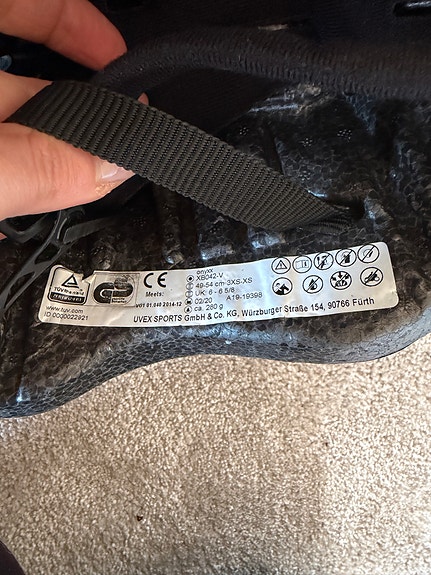 onyxx
XB042-V
49-54 cm 3XS-XS
UK: 6 - 6 5/8
02/20 A19-19398
ca. 280 g
CE
Meets:
VG1 01.040 2014-12
www.tuv.com
ID 0000022921
UVEX SPORTS GmbH & Co. KG, Würzburger Straße 154, 90766 Fürth